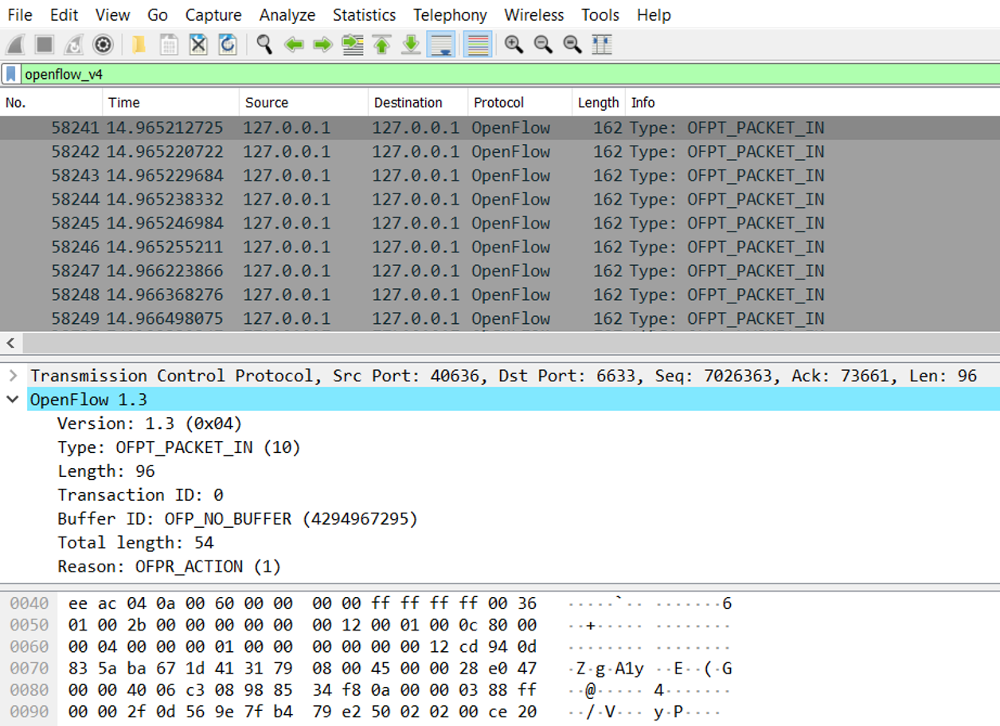 File Edit View Go Capture Analyze Statistics Telephony Wireless Tools Help
openflow_v4
No. Time Source Destination Protocol Length Info
58241 14.965212725 127.0.0.1 127.0.0.1 OpenFlow 162 Type: OFPT_PACKET_IN
58242 14.965220722 127.0.0.1 127.0.0.1 OpenFlow 162 Type: OFPT_PACKET_IN
58243 14.965229684 127.0.0.1 127.0.0.1 OpenFlow 162 Type: OFPT_PACKET_IN
58244 14.965238332 127.0.0.1 127.0.0.1 OpenFlow 162 Type: OFPT_PACKET_IN
58245 14.965246984 127.0.0.1 127.0.0.1 OpenFlow 162 Type: OFPT_PACKET_IN
58246 14.965255211 127.0.0.1 127.0.0.1 OpenFlow 162 Type: OFPT_PACKET_IN
58247 14.966223866 127.0.0.1 127.0.0.1 OpenFlow 162 Type: OFPT_PACKET_IN
58248 14.966368276 127.0.0.1 127.0.0.1 OpenFlow 162 Type: OFPT_PACKET_IN
58249 14.966498075 127.0.0.1 127.0.0.1 OpenFlow 162 Type: OFPT_PACKET_IN
Transmission Control Protocol, Src Port: 40636, Dst Port: 6633, Seq: 7026363, Ack: 73661, Len: 96
OpenFlow 1.3
Version: 1.3 (0x04)
Type: OFPT_PACKET_IN (10)
Length: 96
Transaction ID: 0
Buffer ID: OFP_NO_BUFFER (4294967295)
Total length: 54
Reason: OFPR_ACTION (1)
0040 ee ac 04 0a 00 60 00 00 00 00 ff ff ff ff 00 36 ·····`·· ·······6
0050 01 00 2b 00 00 00 00 00 00 12 00 01 00 0c 80 00 ··+····· ········
0060 00 04 00 00 00 01 00 00 00 00 00 00 12 cd 94 0d ········ ········
0070 83 5a ba 67 1d 41 31 79 08 00 45 00 00 28 e0 47 ·Z·g·A1y ··E··(·G
0080 00 00 40 06 c3 08 98 85 34 f8 0a 00 00 03 88 ff ··@····· 4·······
0090 00 00 2f 0d 56 9e 7f b4 79 e2 50 02 02 00 ce 20 ··/·V··· y·P····